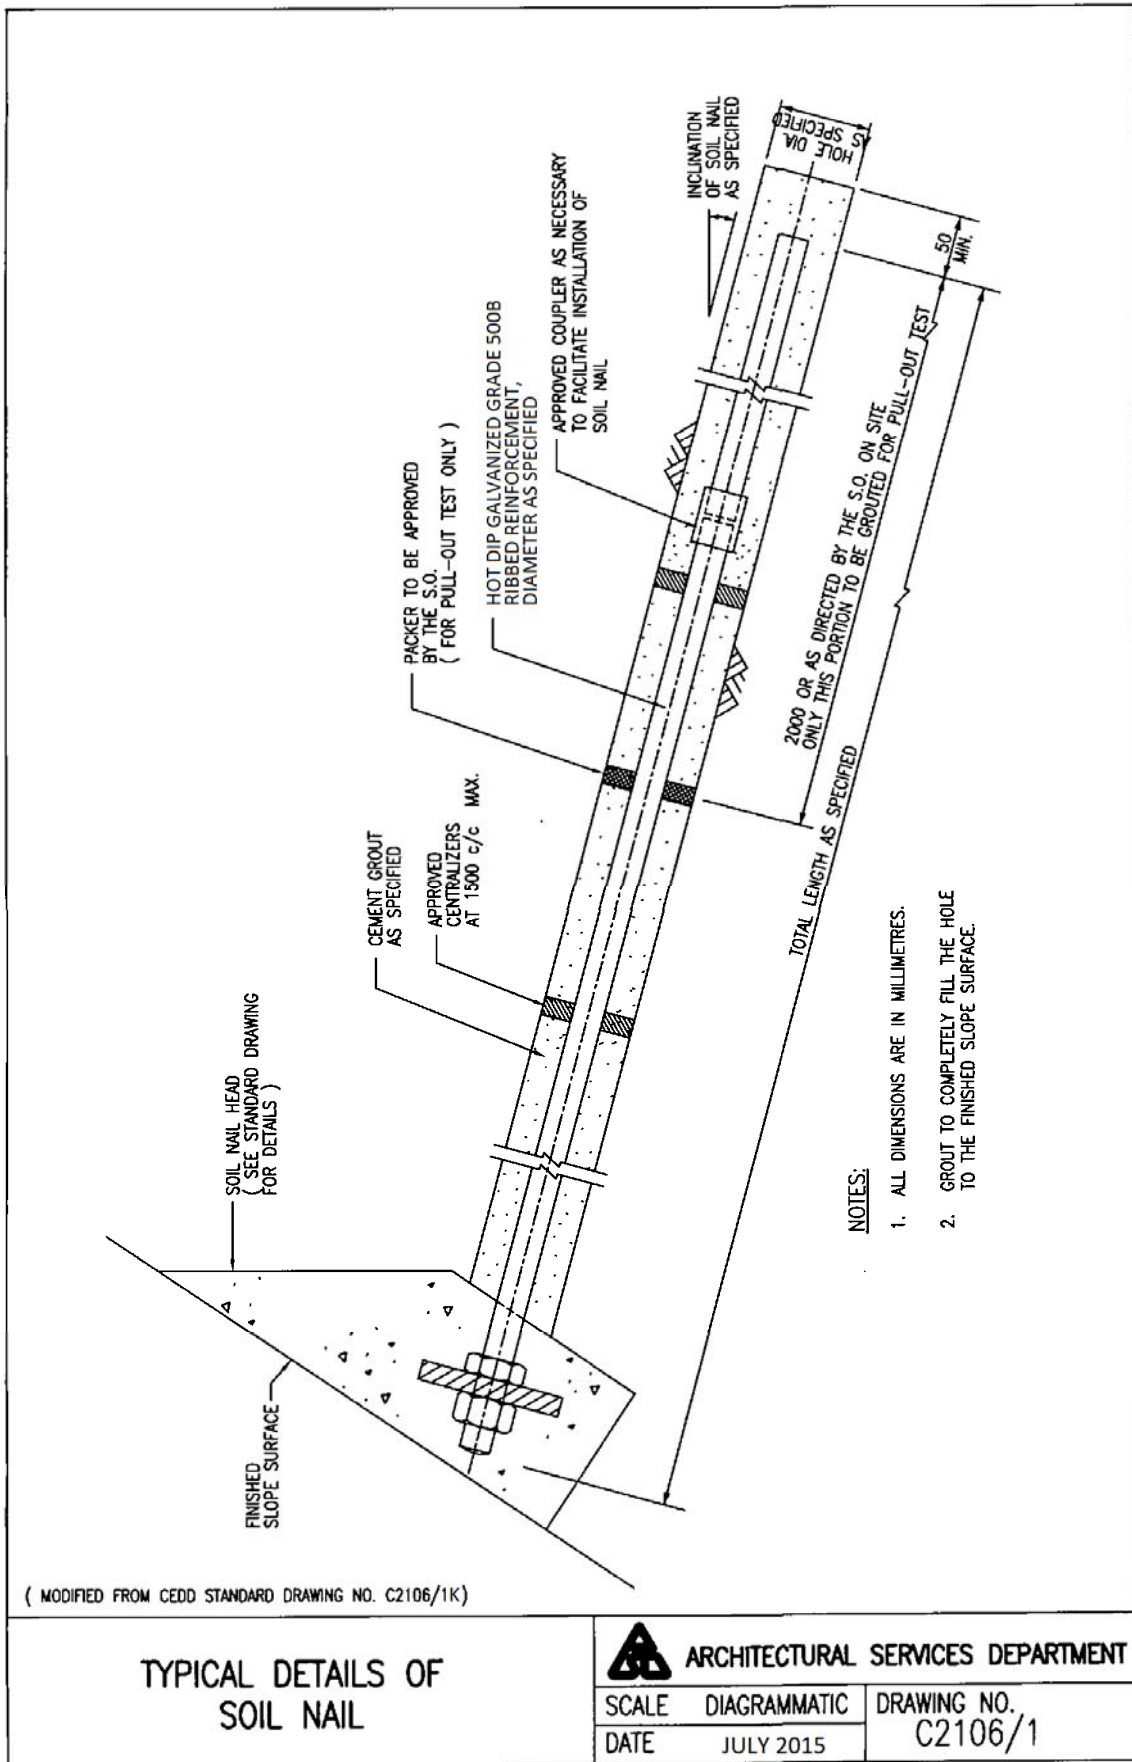 FINISHED
SLOPE SURFACE
SOIL NAIL HEAD
( SEE STANDARD DRAWING
FOR DETAILS )
CEMENT GROUT
AS SPECIFIED
APPROVED
CENTRALIZERS
AT 1500 c/c MAX.
PACKER TO BE APPROVED
BY THE S.O.
( FOR PULL-OUT TEST ONLY )
HOT DIP GALVANIZED GRADE 500B
RIBBED REINFORCEMENT,
DIAMETER AS SPECIFIED
APPROVED COUPLER AS NECESSARY
TO FACILITATE INSTALLATION OF
SOIL NAIL
INCLINATION
OF SOIL NAIL
AS SPECIFIED
HOLE DIA.
AS SPECIFIED
50
MIN.
2000 OR AS DIRECTED BY THE S.O. ON SITE
ONLY THIS PORTION TO BE GROUTED FOR PULL-OUT TEST
TOTAL LENGTH AS SPECIFIED
NOTES:
1. ALL DIMENSIONS ARE IN MILLIMETRES.
2. GROUT TO COMPLETELY FILL THE HOLE
TO THE FINISHED SLOPE SURFACE.
( MODIFIED FROM CEDD STANDARD DRAWING NO. C2106/1K)
TYPICAL DETAILS OF
SOIL NAIL
ARCHITECTURAL SERVICES DEPARTMENT
SCALE DIAGRAMMATIC
DRAWING NO.
C2106/1
DATE JULY 2015